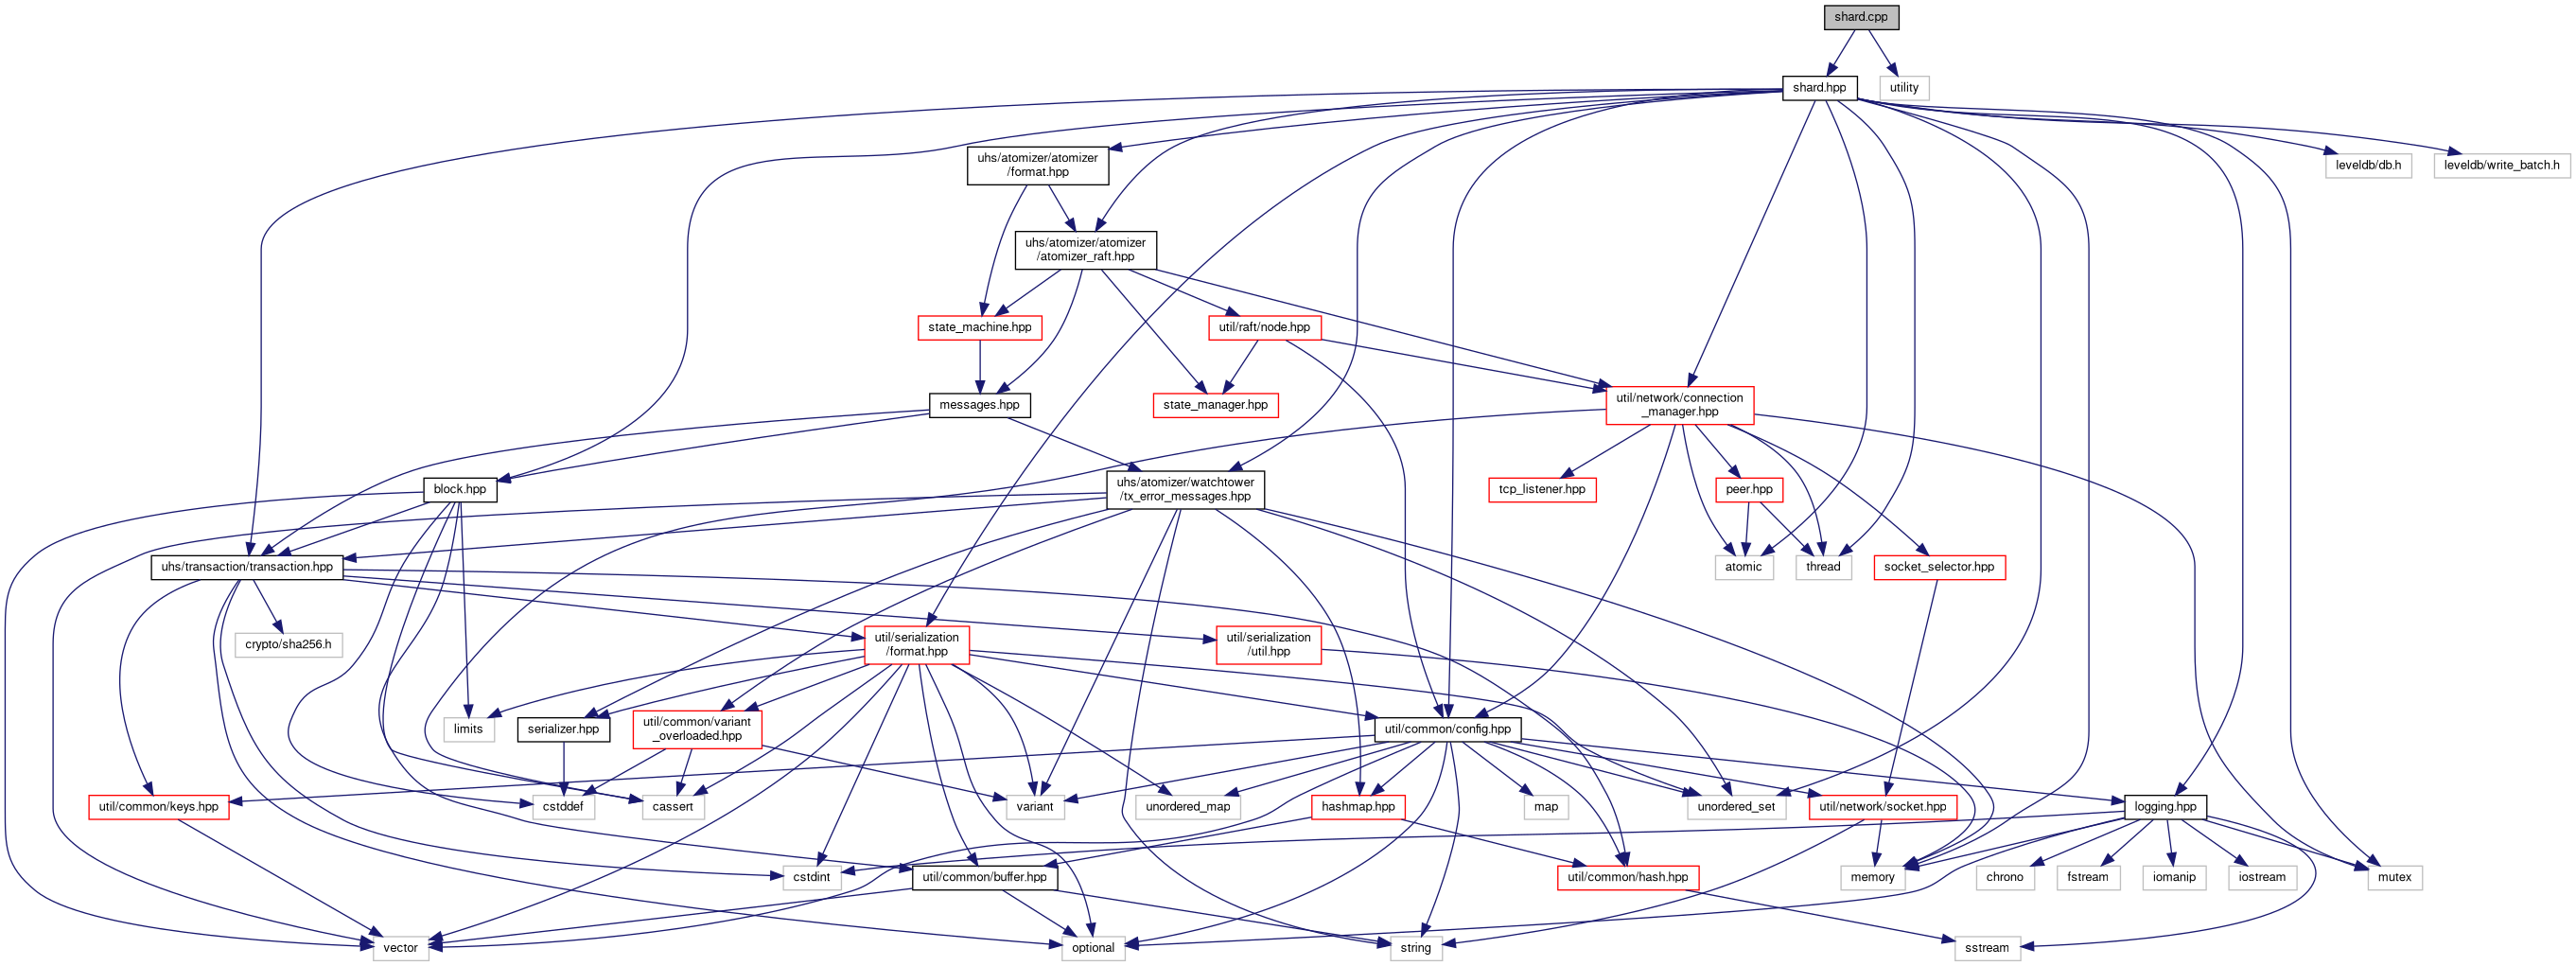 shard.cpp
shard.hpp
utility
uhs/atomizer/atomizer
/format.hpp
leveldb/db.h
leveldb/write_batch.h
uhs/atomizer/atomizer
/atomizer_raft.hpp
state_machine.hpp
util/raft/node.hpp
messages.hpp
state_manager.hpp
util/network/connection
_manager.hpp
block.hpp
uhs/atomizer/watchtower
/tx_error_messages.hpp
tcp_listener.hpp
peer.hpp
uhs/transaction/transaction.hpp
atomic
thread
socket_selector.hpp
crypto/sha256.h
util/serialization
/format.hpp
util/serialization
/util.hpp
limits
serializer.hpp
util/common/variant
_overloaded.hpp
util/common/config.hpp
util/common/keys.hpp
cstddef
cassert
variant
unordered_map
hashmap.hpp
map
unordered_set
util/network/socket.hpp
logging.hpp
cstdint
util/common/buffer.hpp
util/common/hash.hpp
memory
chrono
fstream
iomanip
iostream
mutex
vector
optional
string
sstream